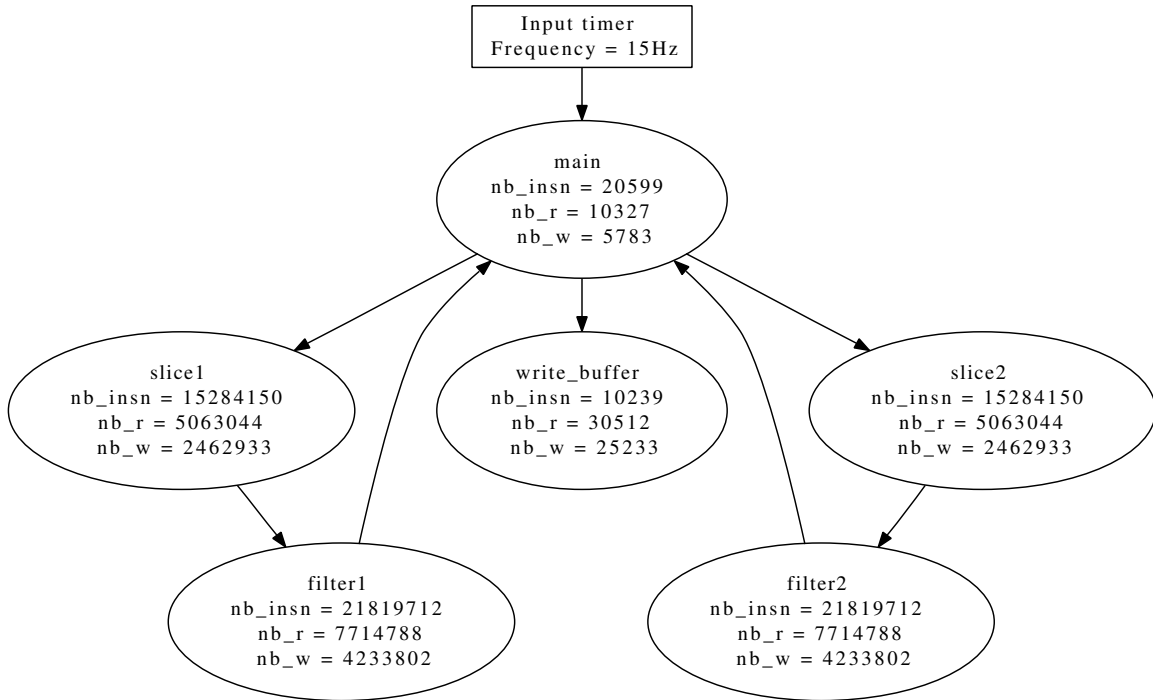 Input timer
Frequency = 15Hz
main
nb_insn = 20599
nb_r = 10327
nb_w = 5783
slice1
nb_insn = 15284150
nb_r = 5063044
nb_w = 2462933
write_buffer
nb_insn = 10239
nb_r = 30512
nb_w = 25233
slice2
nb_insn = 15284150
nb_r = 5063044
nb_w = 2462933
filter1
nb_insn = 21819712
nb_r = 7714788
nb_w = 4233802
filter2
nb_insn = 21819712
nb_r = 7714788
nb_w = 4233802